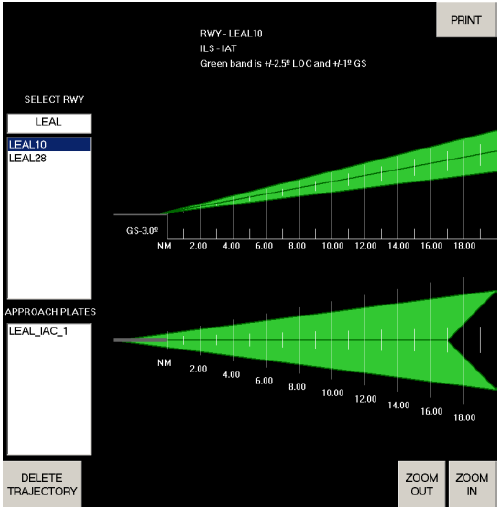 PRINT
RWY - LEAL10
ILS - IAT
Green band is +/-2.5º LOC and +/-1º GS
SELECT RWY
LEAL
LEAL10
LEAL28
GS-3.0º
NM 2.00 4.00 6.00 8.00 10.00 12.00 14.00 16.00 18.00
APPROACH PLATES
LEAL_IAC_1
NM 2.00 4.00 6.00 8.00 10.00 12.00 14.00 16.00 18.00
DELETE
TRAJECTORY
ZOOM
OUT
ZOOM
IN